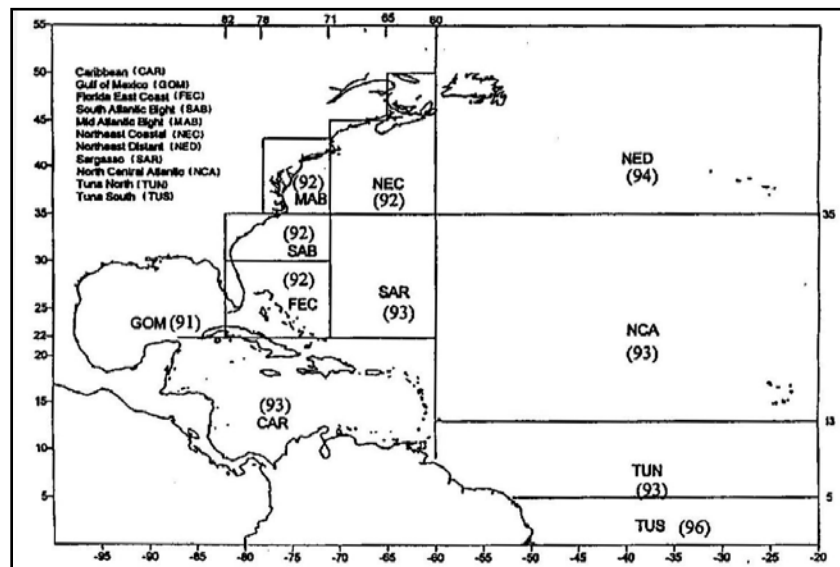 82 78 71 65 60
55
50
45
40
35
30
25
22
20
15
10
5
Caribbean (CAR)
Gulf of Mexico (GOM)
Florida East Coast (FEC)
South Atlantic Bight (SAB)
Mid Atlantic Bight (MAB)
Northeast Coastal (NEC)
Northeast Distant (NED)
Sargasso (SAR)
North Central Atlantic (NCA)
Tuna North (TUN)
Tuna South (TUS)
NED
(94)
(92)
MAB
NEC
(92)
35
(92)
SAB
(92)
FEC
SAR
(93)
GOM (91)
NCA
(93)
(93)
CAR
13
TUN
(93)
5
TUS (96)
-95 -90 -85 -80 -75 -70 -65 -60 -55 -50 -45 -40 -35 -30 -25 -20